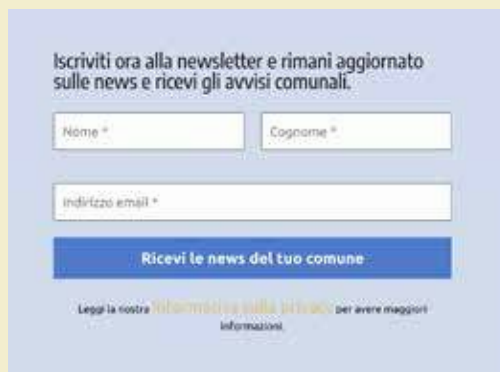 Iscriviti ora alla newsletter e rimani aggiornato
sulle news e ricevi gli avvisi comunali.
Nome *
Cognome *
Indirizzo email *
Ricevi le news del tuo comune
Leggi la nostra informativa sulla privacy per avere maggiori
informazioni.